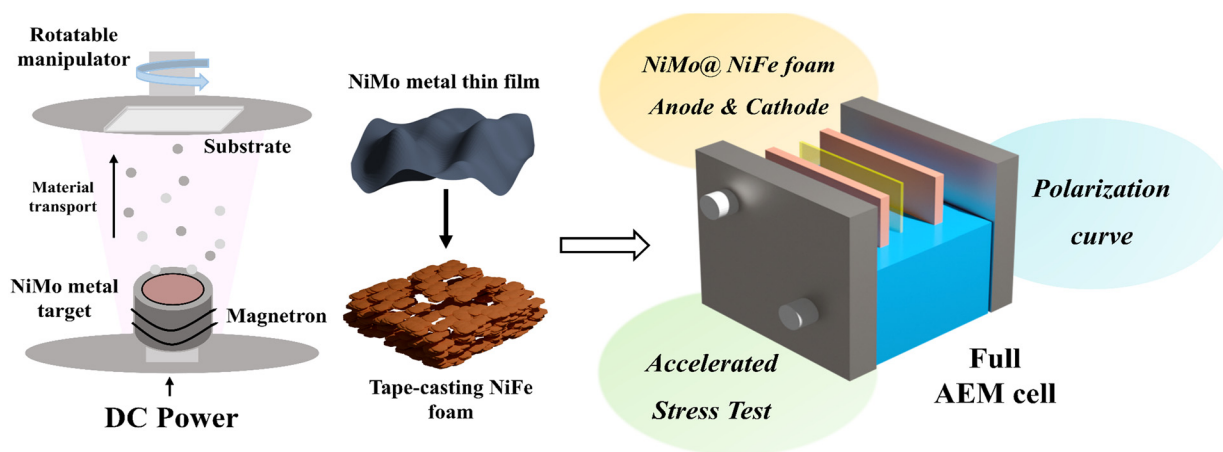 Rotatable
manipulator
Substrate
Material
transport
NiMo metal
target
Magnetron
DC Power
NiMo metal thin film
Tape-casting NiFe
foam
NiMo@ NiFe foam
Anode & Cathode
Polarization
curve
Accelerated
Stress Test
Full
AEM cell